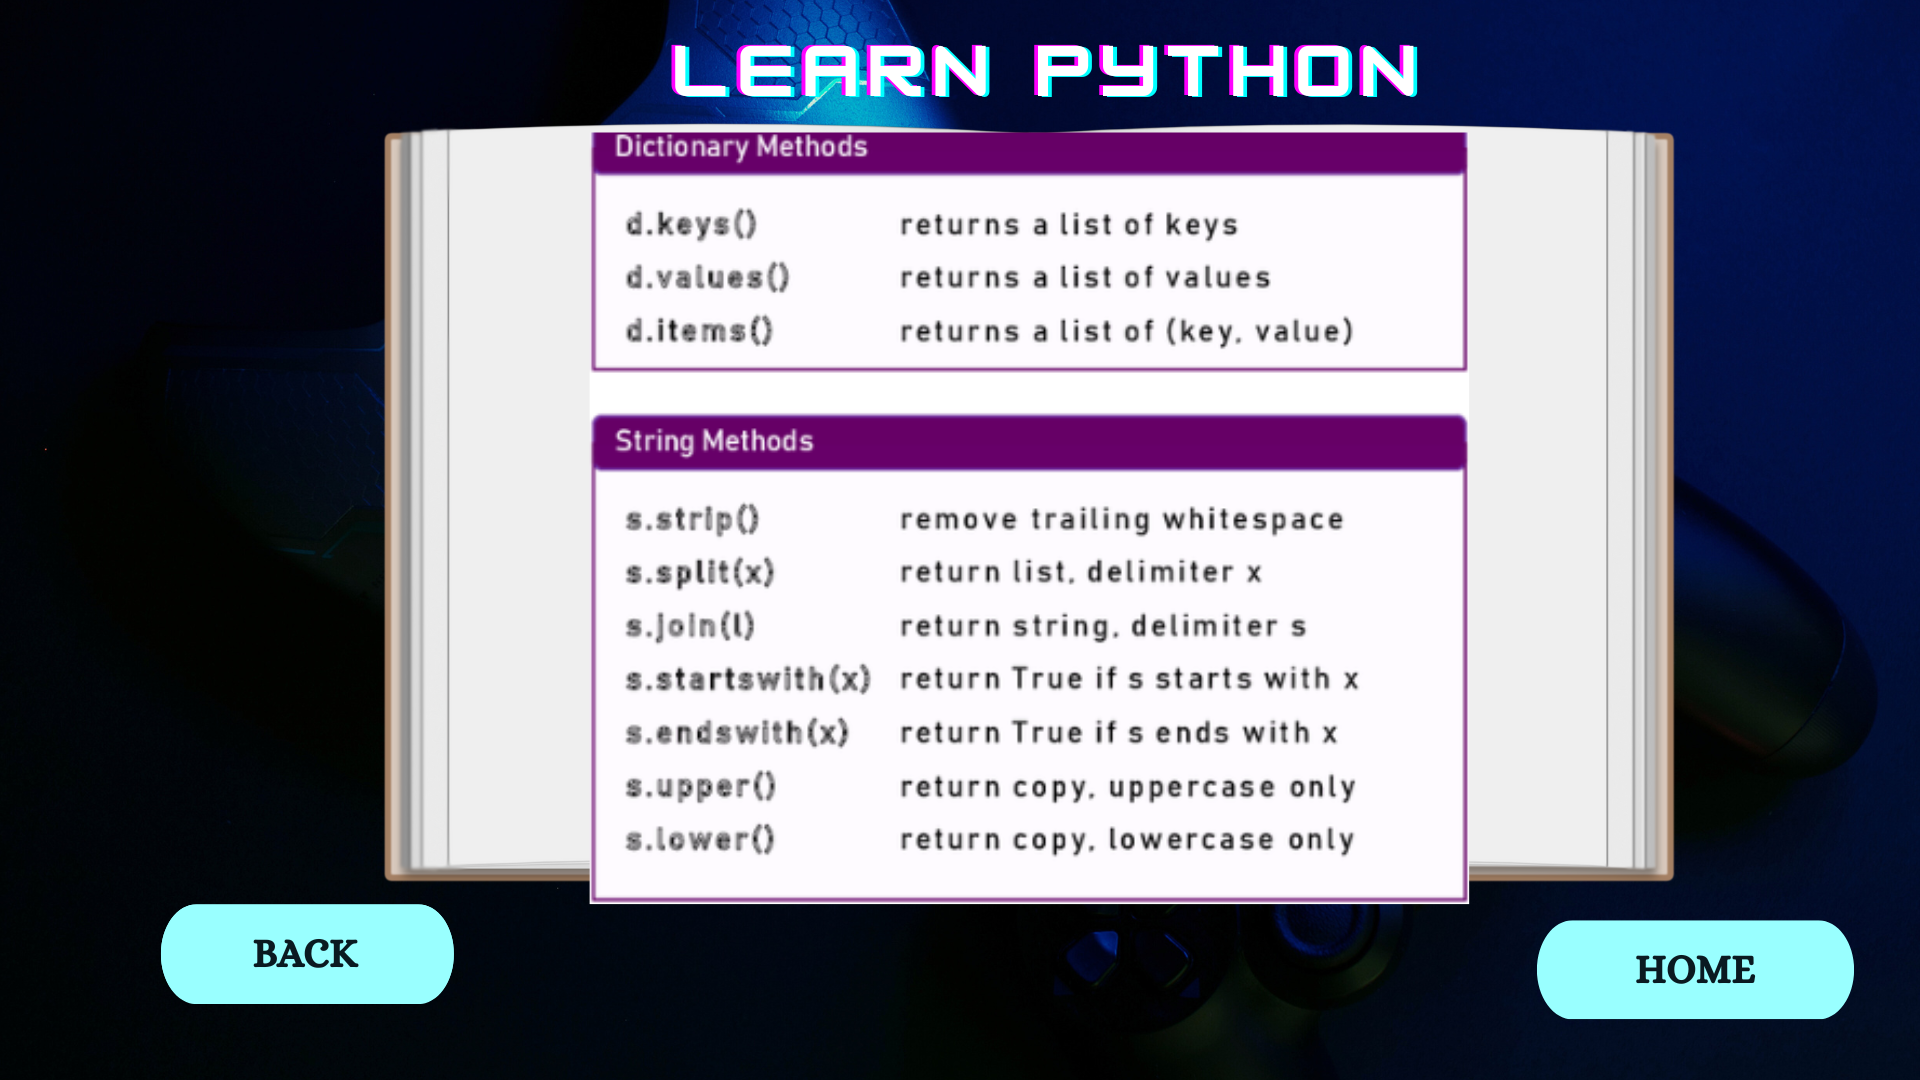 LEARN PYTHON
Dictionary Methods
d.keys() returns a list of keys
d.values() returns a list of values
d.items() returns a list of (key, value)
String Methods
s.strip() remove trailing whitespace
s.split(x) return list, delimiter x
s.join(l) return string, delimiter s
s.startswith(x) return True if s starts with x
s.endswith(x) return True if s ends with x
s.upper() return copy, uppercase only
s.lower() return copy, lowercase only
BACK
HOME